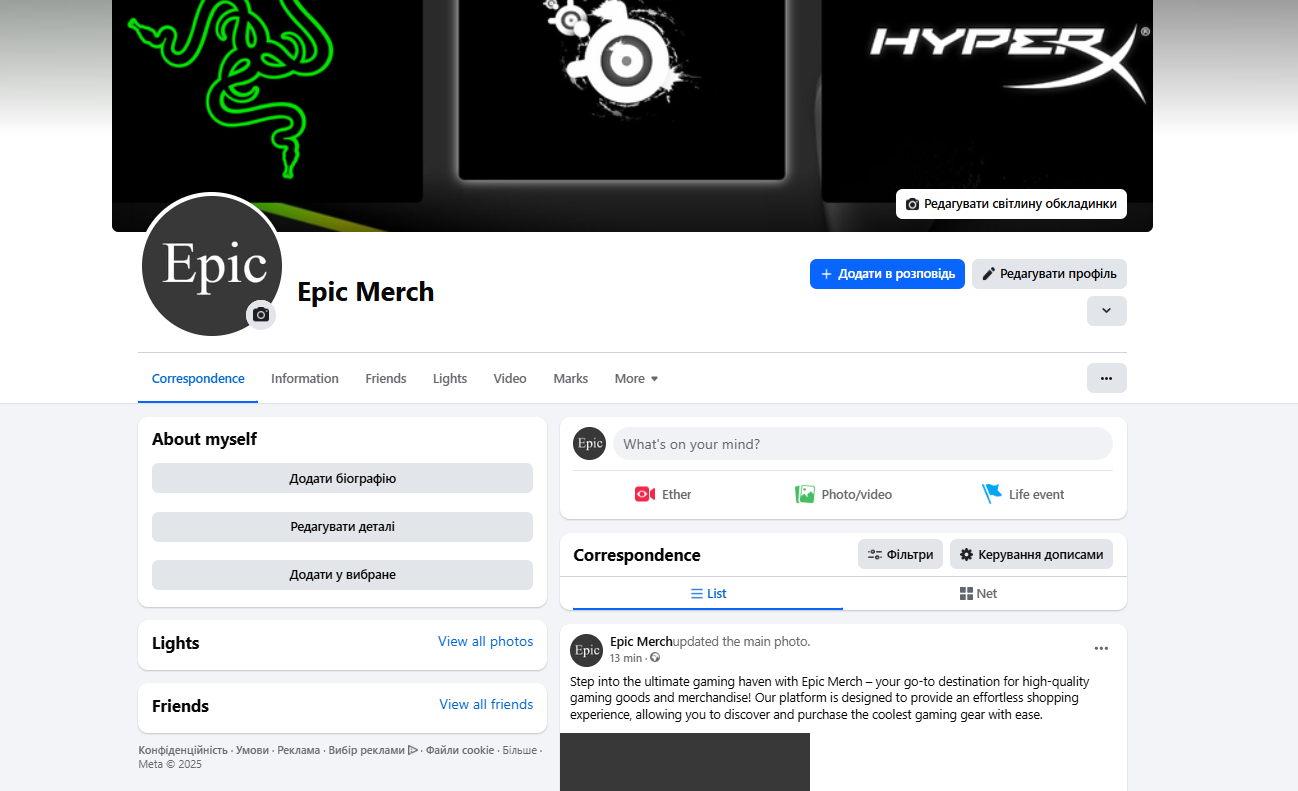 HYPERX®
Редагувати світлину обкладинки
Epic
Epic Merch
+ Додати в розповідь
Редагувати профіль
Correspondence Information Friends Lights Video Marks More
About myself
Додати біографію
Редагувати деталі
Додати у вибране
Lights View all photos
Friends View all friends
Конфіденційність · Умови · Реклама · Вибір реклами · Файли cookie · Більше ·
Meta © 2025
Epic What's on your mind?
Ether Photo/video Life event
Correspondence Фільтри Керування дописами
List Net
Epic Epic Merchupdated the main photo.
13 min ·
Step into the ultimate gaming haven with Epic Merch – your go-to destination for high-quality
gaming goods and merchandise! Our platform is designed to provide an effortless shopping
experience, allowing you to discover and purchase the coolest gaming gear with ease.